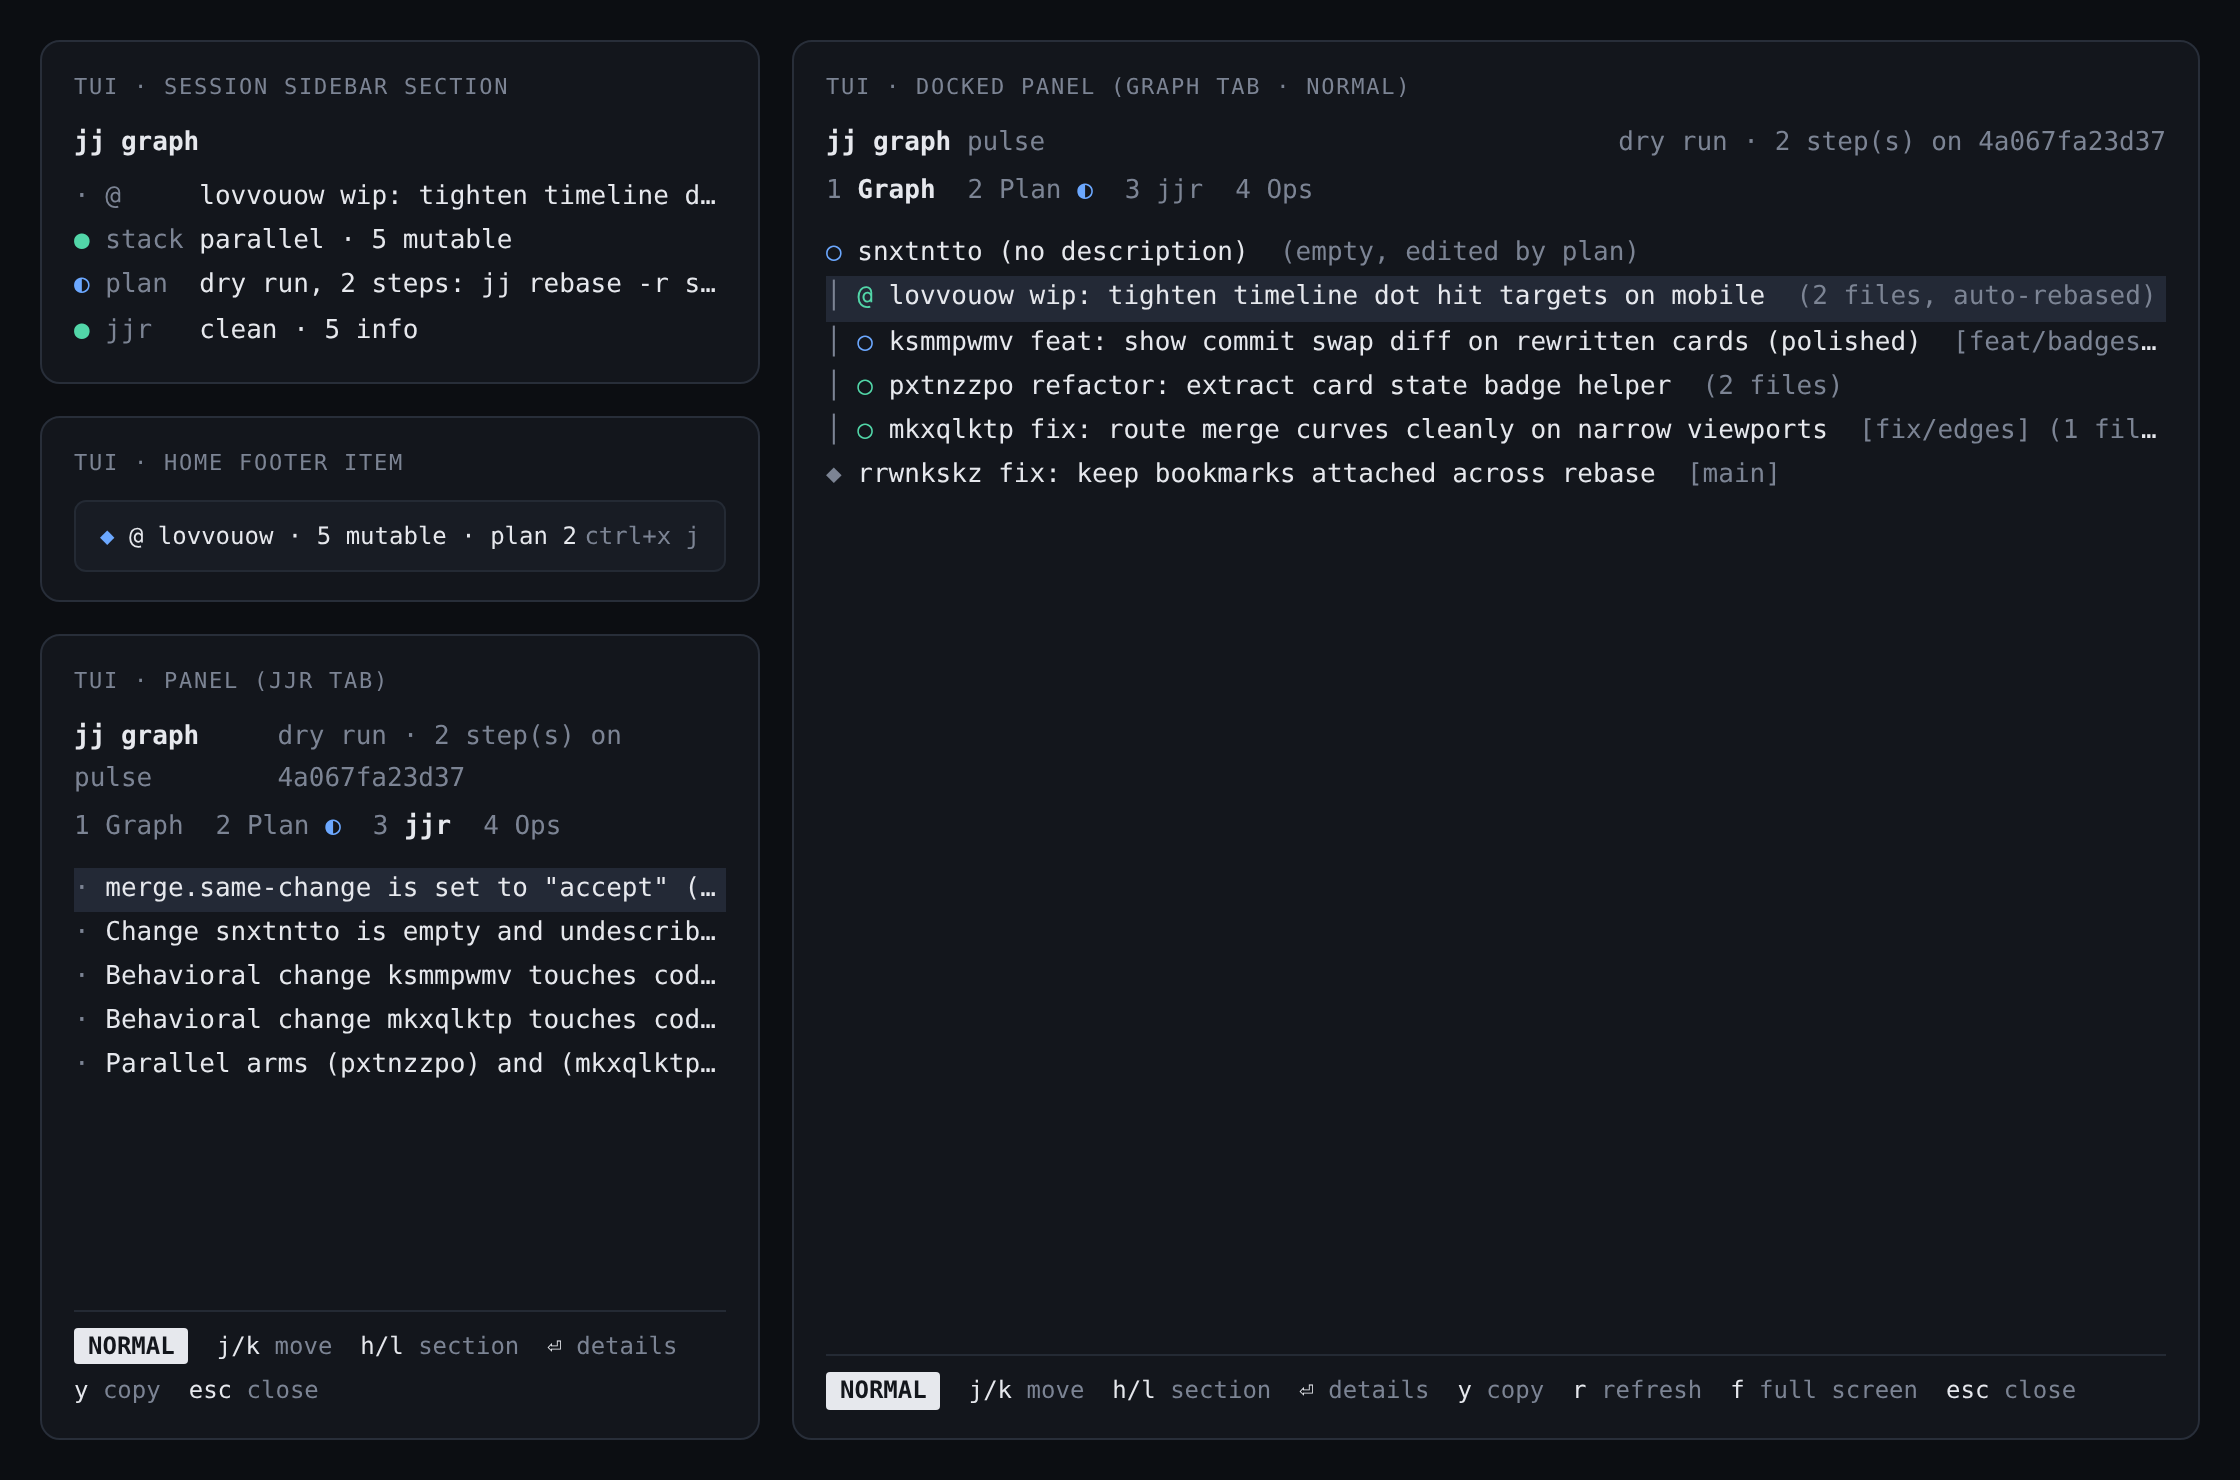 TUI · SESSION SIDEBAR SECTION
jj graph
· @ lovvouow wip: tighten timeline d…
● stack parallel · 5 mutable
◐ plan dry run, 2 steps: jj rebase -r s…
● jjr clean · 5 info
TUI · HOME FOOTER ITEM
◆ @ lovvouow · 5 mutable · plan 2 ctrl+x j
TUI · PANEL (JJR TAB)
jj graph dry run · 2 step(s) on
pulse 4a067fa23d37
1 Graph 2 Plan ◐ 3 jjr 4 Ops
· merge.same-change is set to "accept" (…
· Change snxtntto is empty and undescrib…
· Behavioral change ksmmpwmv touches cod…
· Behavioral change mkxqlktp touches cod…
· Parallel arms (pxtnzzpo) and (mkxqlktp…
NORMAL j/k move h/l section ⏎ details
y copy esc close
TUI · DOCKED PANEL (GRAPH TAB · NORMAL)
jj graph pulse dry run · 2 step(s) on 4a067fa23d37
1 Graph 2 Plan ◐ 3 jjr 4 Ops
○ snxtntto (no description) (empty, edited by plan)
│ @ lovvouow wip: tighten timeline dot hit targets on mobile (2 files, auto-rebased)
│ ○ ksmmpwmv feat: show commit swap diff on rewritten cards (polished) [feat/badges…
│ ○ pxtnzzpo refactor: extract card state badge helper (2 files)
│ ○ mkxqlktp fix: route merge curves cleanly on narrow viewports [fix/edges] (1 fil…
◆ rrwnkskz fix: keep bookmarks attached across rebase [main]
NORMAL j/k move h/l section ⏎ details y copy r refresh f full screen esc close